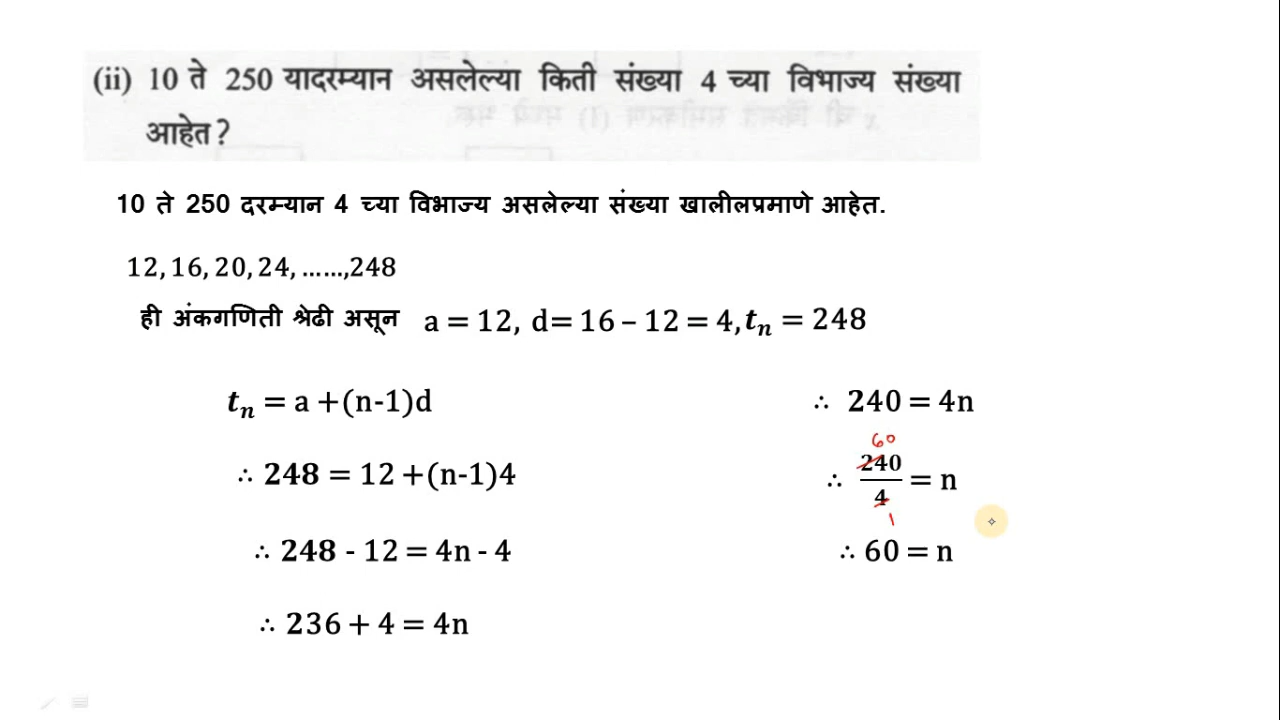 (ii) 10 ते 250 यादरम्यान असलेल्या किती संख्या 4 च्या विभाज्य संख्या
आहेत?
10 ते 250 दरम्यान 4 च्या विभाज्य असलेल्या संख्या खालीलप्रमाणे आहेत.
12, 16, 20, 24, ......,248
ही अंकगणिती श्रेढी असून a = 12, d= 16 – 12 = 4, tₙ = 248
tₙ = a +(n-1)d
∴ 248 = 12 +(n-1)4
∴ 248 - 12 = 4n - 4
∴ 236 + 4 = 4n
∴ 240 = 4n
60
∴ 240/4 = n
1
∴ 60 = n